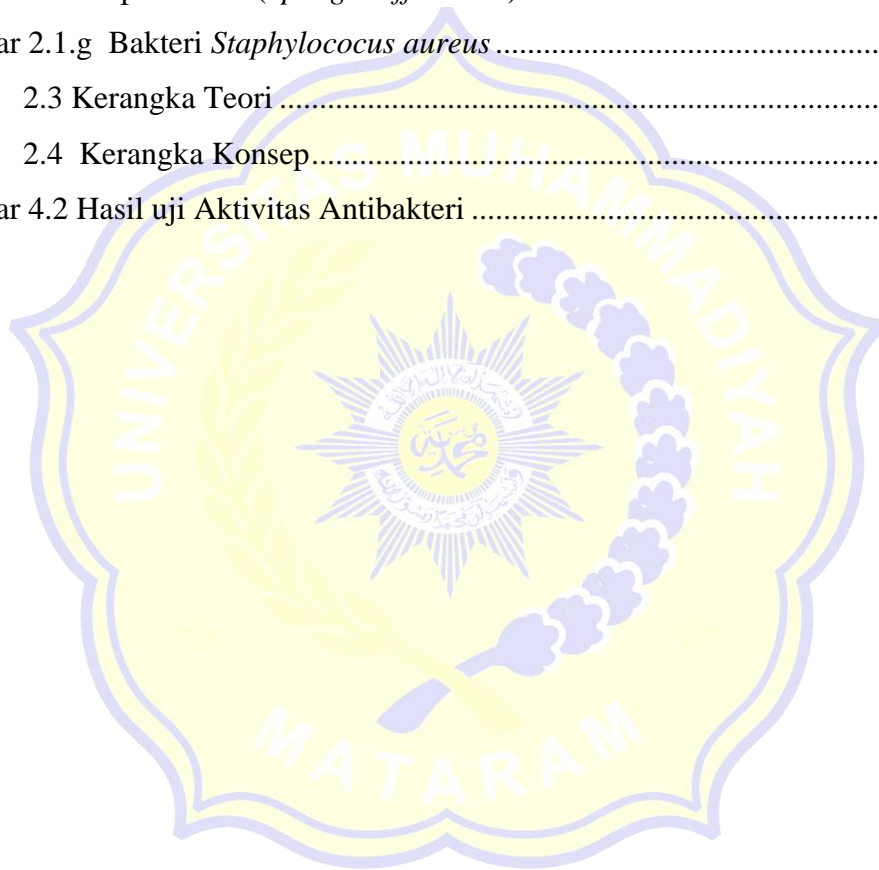 ar 2.1.g Bakteri Staphylococus aureus................................................
2.3 Kerangka Teori...........................................................................
2.4 Kerangka Konsep.......................................................................
ar 4.2 Hasil uji Aktivitas Antibakteri...................................................
UNIVERSITAS MUHAMMADIYAH
MATARAM